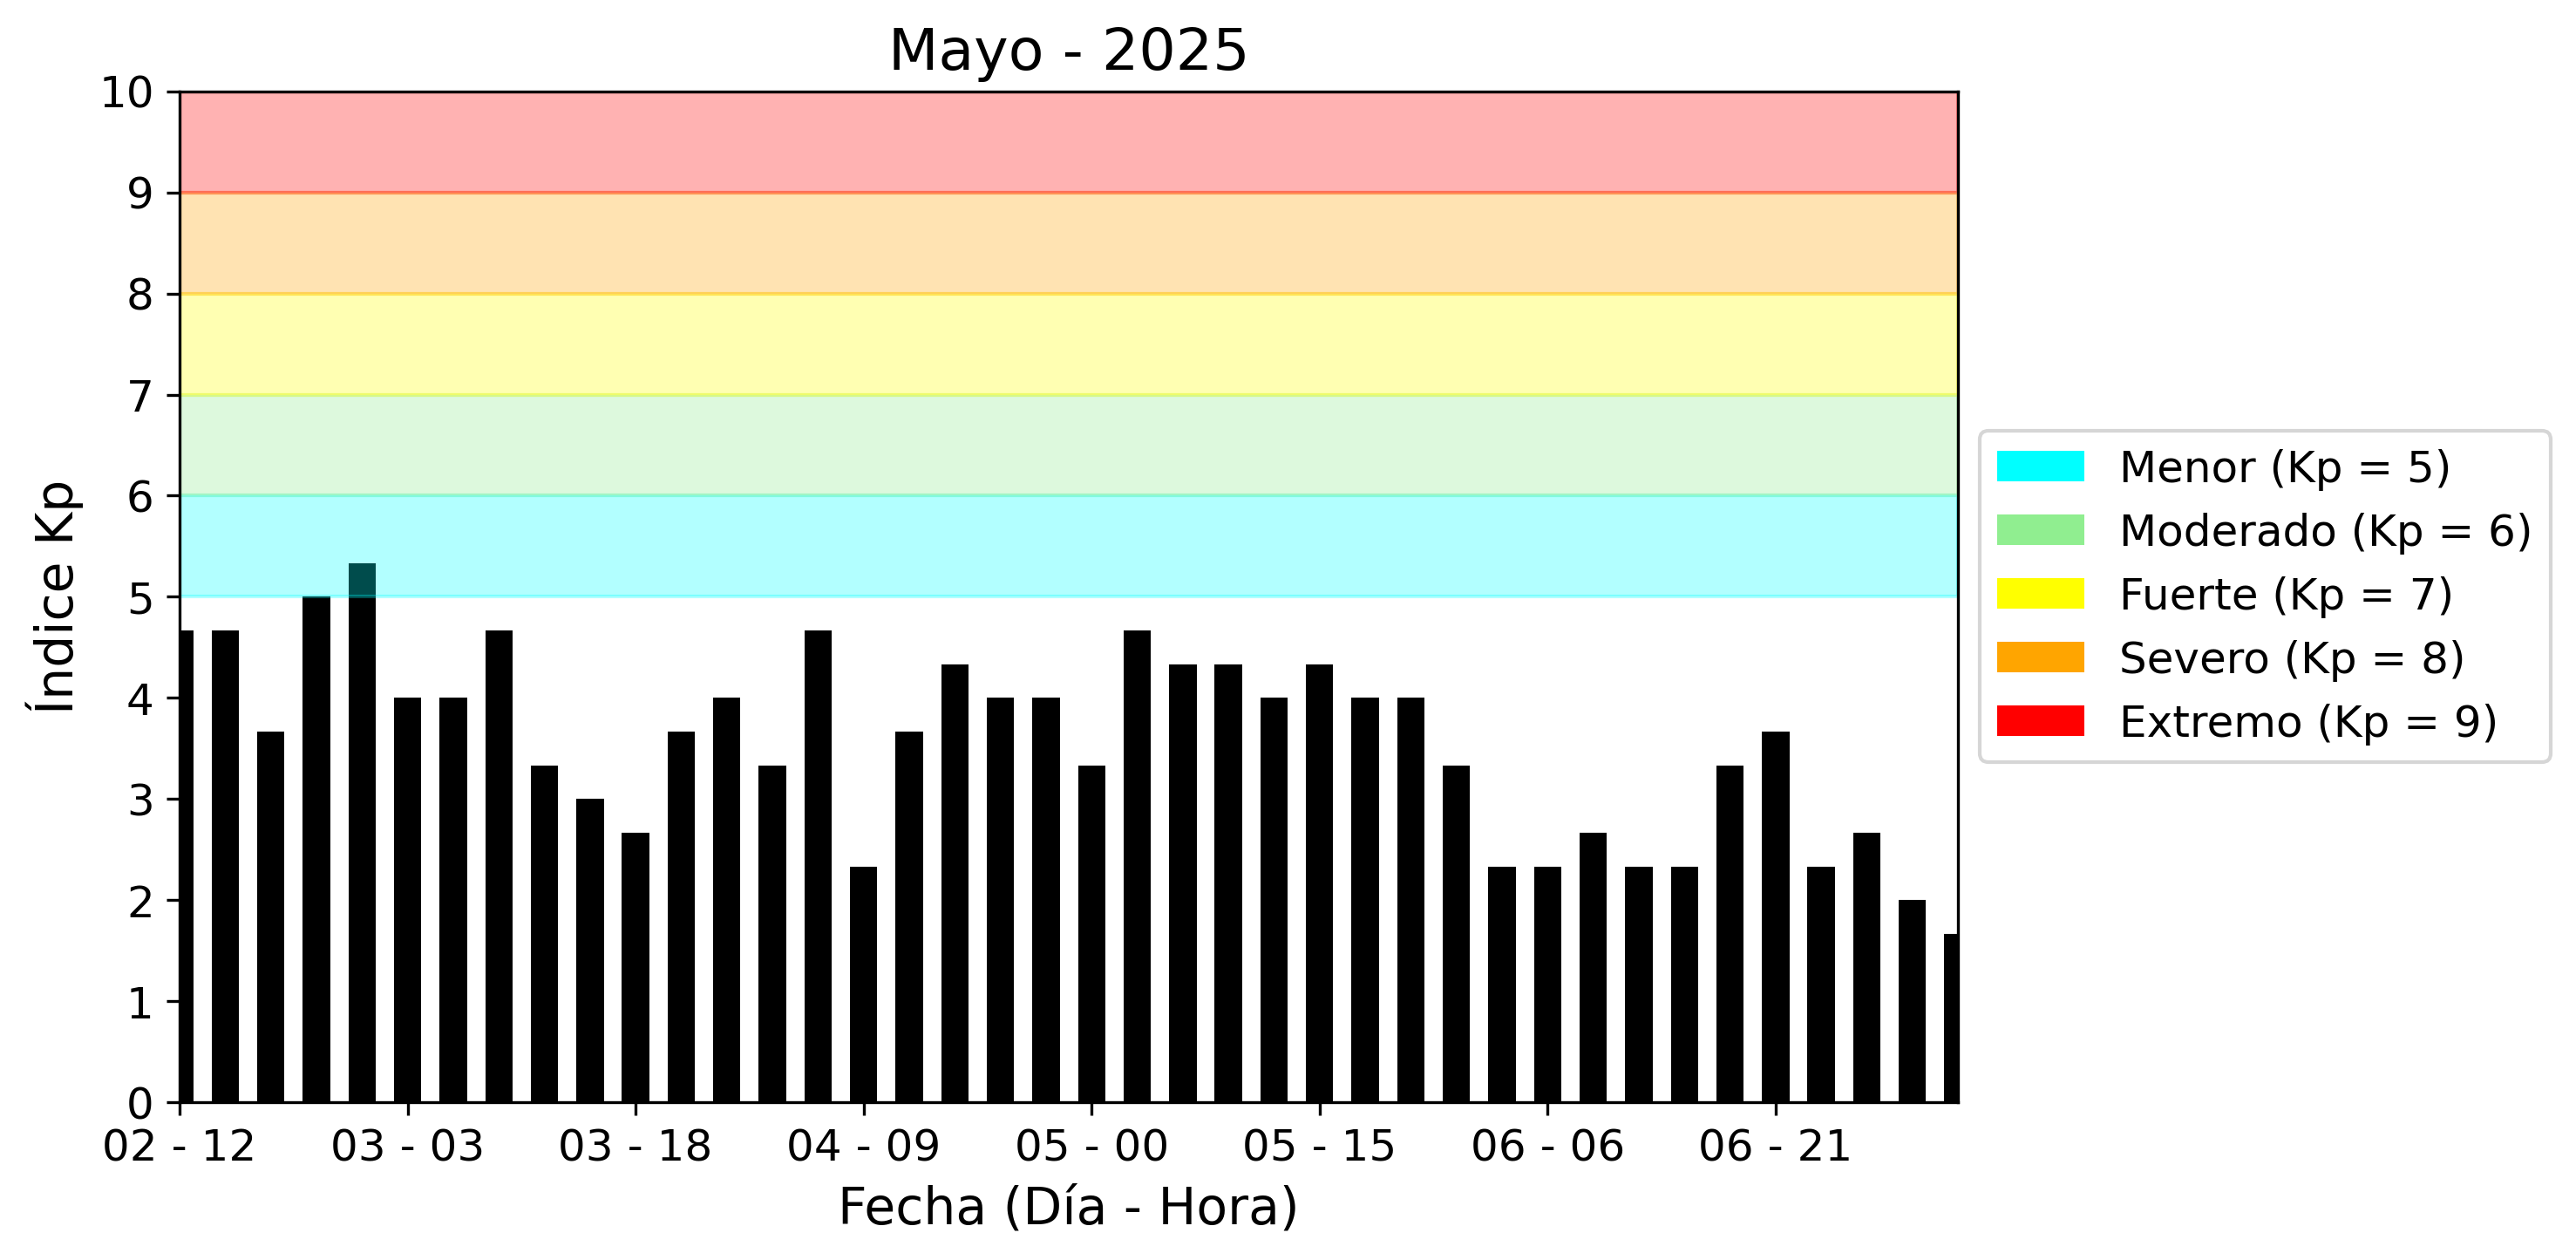 Mayo - 2025
10
9
8
7
6
5
4
3
2
1
0
Índice Kp
02 - 12
03 - 03
03 - 18
04 - 09
05 - 00
05 - 15
06 - 06
06 - 21
Fecha (Día - Hora)
Menor (Kp = 5)
Moderado (Kp = 6)
Fuerte (Kp = 7)
Severo (Kp = 8)
Extremo (Kp = 9)